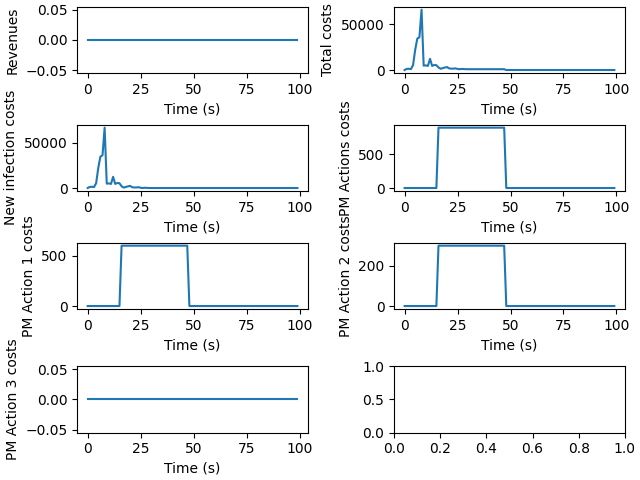 Revenues
0.05
0.00
−0.05
0 25 50 75 100
Time (s)
Total costs
50000
0
0 25 50 75 100
Time (s)
New infection costs
50000
0
0 25 50 75 100
Time (s)
PM Actions costs
500
0
0 25 50 75 100
Time (s)
PM Action 1 costs
500
0
0 25 50 75 100
Time (s)
PM Action 2 costs
200
0
0 25 50 75 100
Time (s)
PM Action 3 costs
0.05
0.00
−0.05
0 25 50 75 100
Time (s)
1.0
0.5
0.0
0.0 0.2 0.4 0.6 0.8 1.0